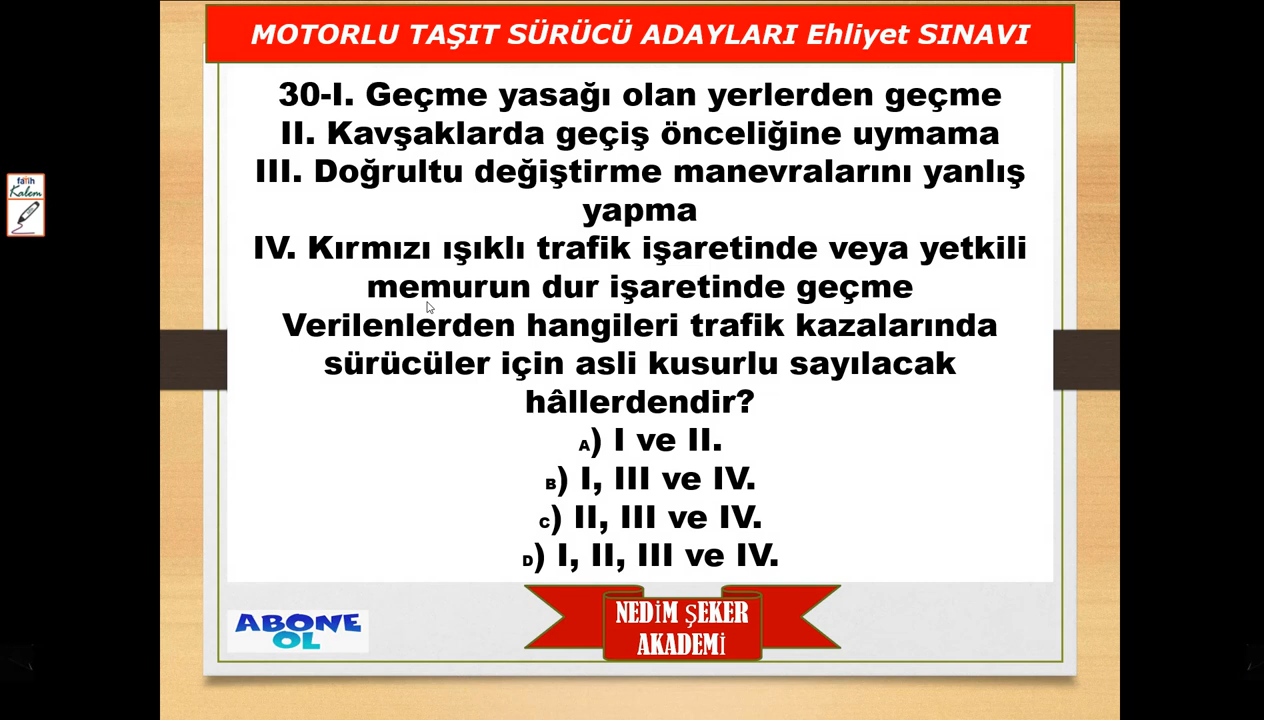 MOTORLU TAŞIT SÜRÜCÜ ADAYLARI Ehliyet SINAVI
30-I. Geçme yasağı olan yerlerden geçme
II. Kavşaklarda geçiş önceliğine uymama
III. Doğrultu değiştirme manevralarını yanlış
yapma
IV. Kırmızı ışıklı trafik işaretinde veya yetkili
memurun dur işaretinde geçme
Verilenlerden hangileri trafik kazalarında
sürücüler için asli kusurlu sayılacak
hâllerdendir?
A) I ve II.
B) I, III ve IV.
C) II, III ve IV.
D) I, II, III ve IV.
fatih
Kalem
ABONE
OL
NEDİM ŞEKER
AKADEMİ